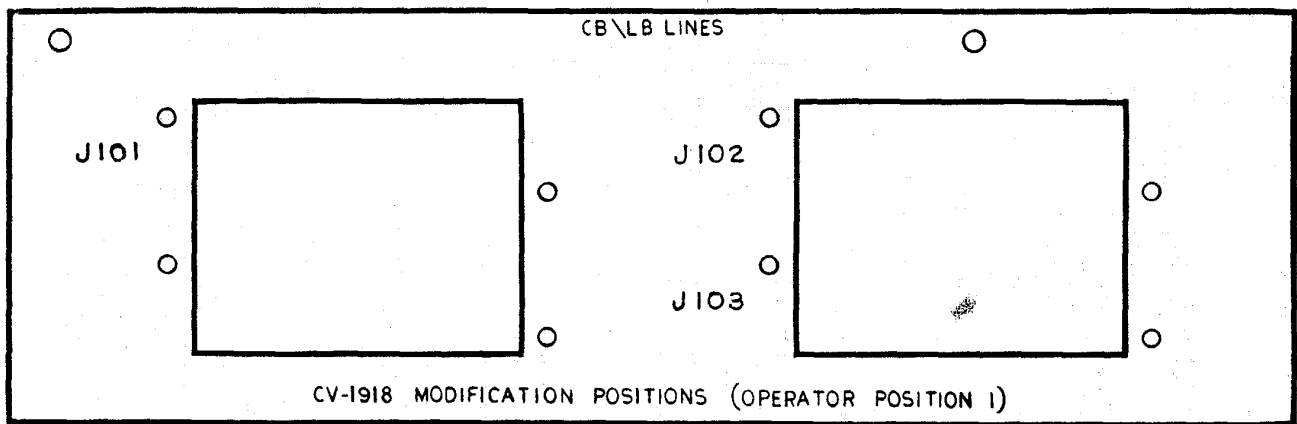 CB\LB LINES
J101
J102
J103
CV-1918 MODIFICATION POSITIONS (OPERATOR POSITION 1)